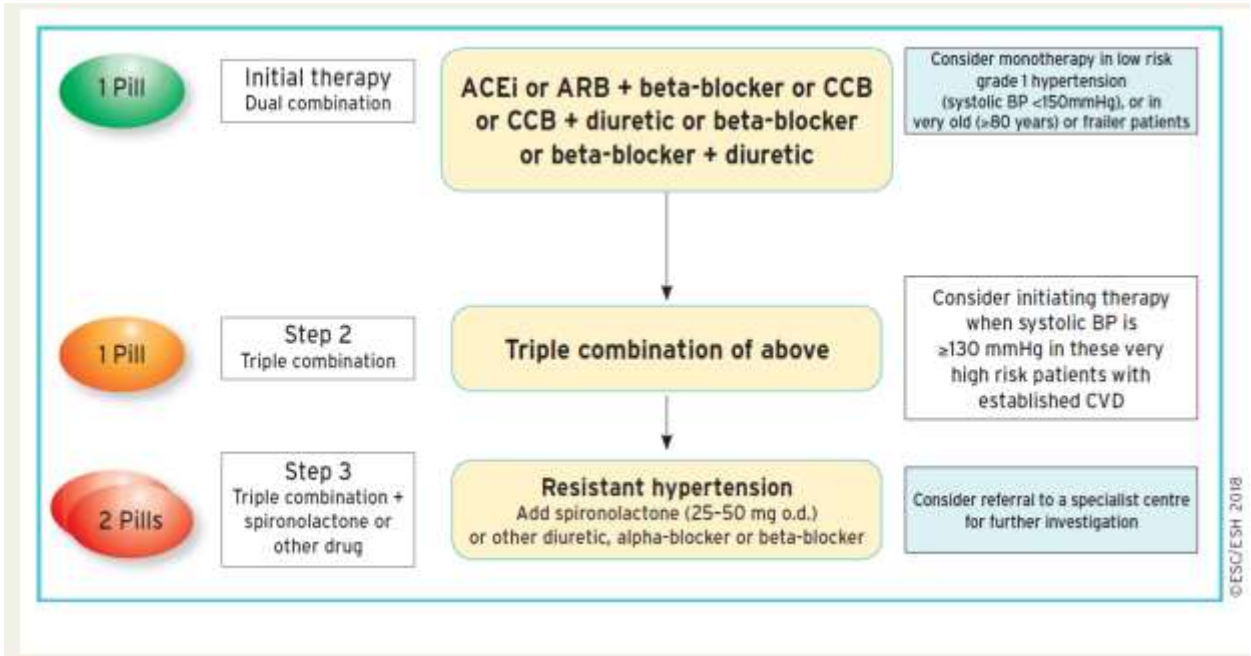 1 Pill
Initial therapy
Dual combination
ACEi or ARB + beta-blocker or CCB
or CCB + diuretic or beta-blocker
or beta-blocker + diuretic
Consider monotherapy in low risk
grade 1 hypertension
(systolic BP <150mmHg), or in
very old (≥80 years) or frailer patients
1 Pill
Step 2
Triple combination
Triple combination of above
Consider initiating therapy
when systolic BP is
≥130 mmHg in these very
high risk patients with
established CVD
2 Pills
Step 3
Triple combination +
spironolactone or
other drug
Resistant hypertension
Add spironolactone (25–50 mg o.d.)
or other diuretic, alpha-blocker or beta-blocker
Consider referral to a specialist centre
for further investigation
©ESC/ESH 2018